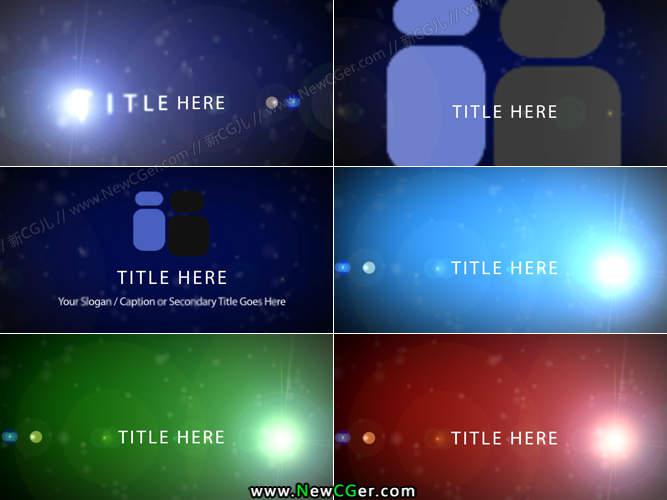 TITLE HERE
TITLE HERE
新CG儿 // www.NewCGer.com // 新CG儿 // www.NewCGer.com // 新CG儿 //
TITLE HERE
Your Slogan / Caption or Secondary Title Goes Here
TITLE HERE
TITLE HERE
TITLE HERE
www.NewCGer.com